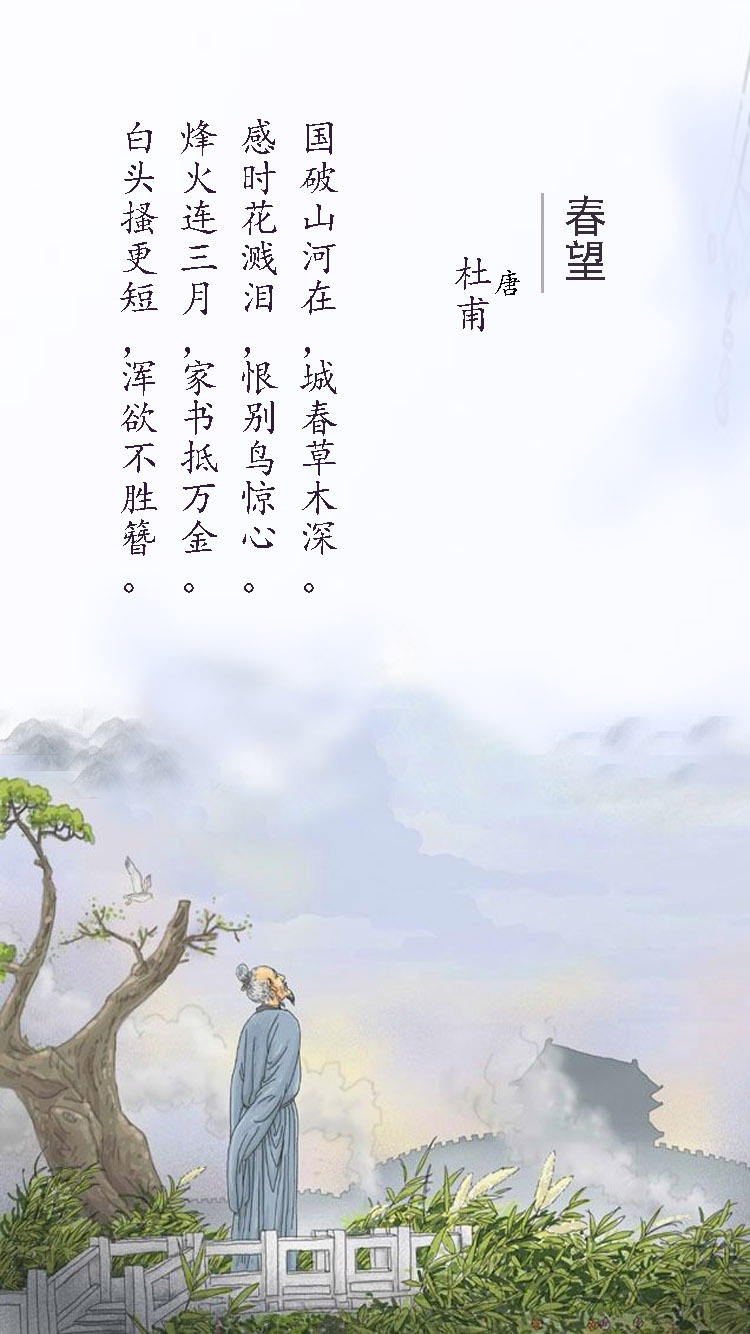 春望
唐
杜甫
国破山河在,城春草木深。
感时花溅泪,恨别鸟惊心。
烽火连三月,家书抵万金。
白头搔更短,浑欲不胜簪。